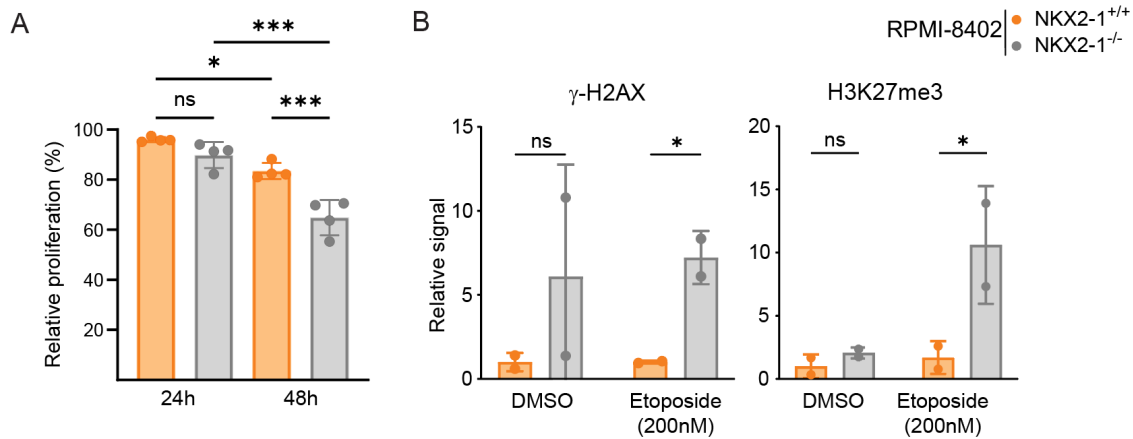 A
B
RPMI-8402
NKX2-1+/+
NKX2-1-/-
***
*
ns
***
Relative proliferation (%)
100
80
60
40
20
24h
48h
γ-H2AX
Relative signal
15
10
5
0
ns
*
DMSO
Etoposide
(200nM)
H3K27me3
20
15
10
5
0
ns
*
DMSO
Etoposide
(200nM)